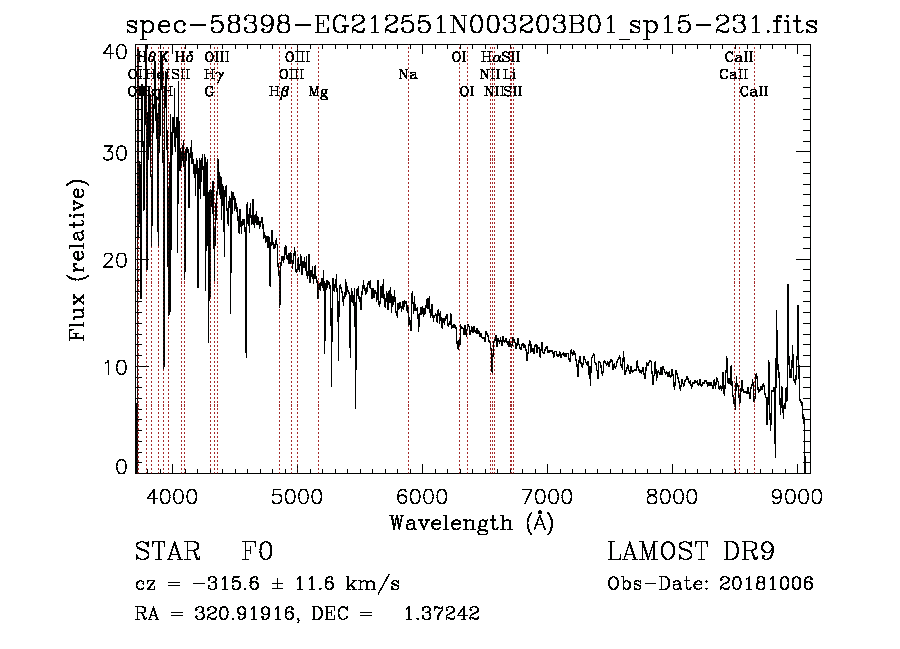 spec-58398-EG212551N003203B01_sp15-231.fits
Hδ OIII OIII OI Hα SII CaII
Hγ OIII Na NII Li CaII
G Hβ Mg OI NII SII CaII
40
30
20
10
0
Flux (relative)
4000 5000 6000 7000 8000 9000
Wavelength (Å)
STAR F0 LAMOST DR9
cz = −315.6 ± 11.6 km/s Obs-Date: 20181006
RA = 320.91916, DEC = 1.37242